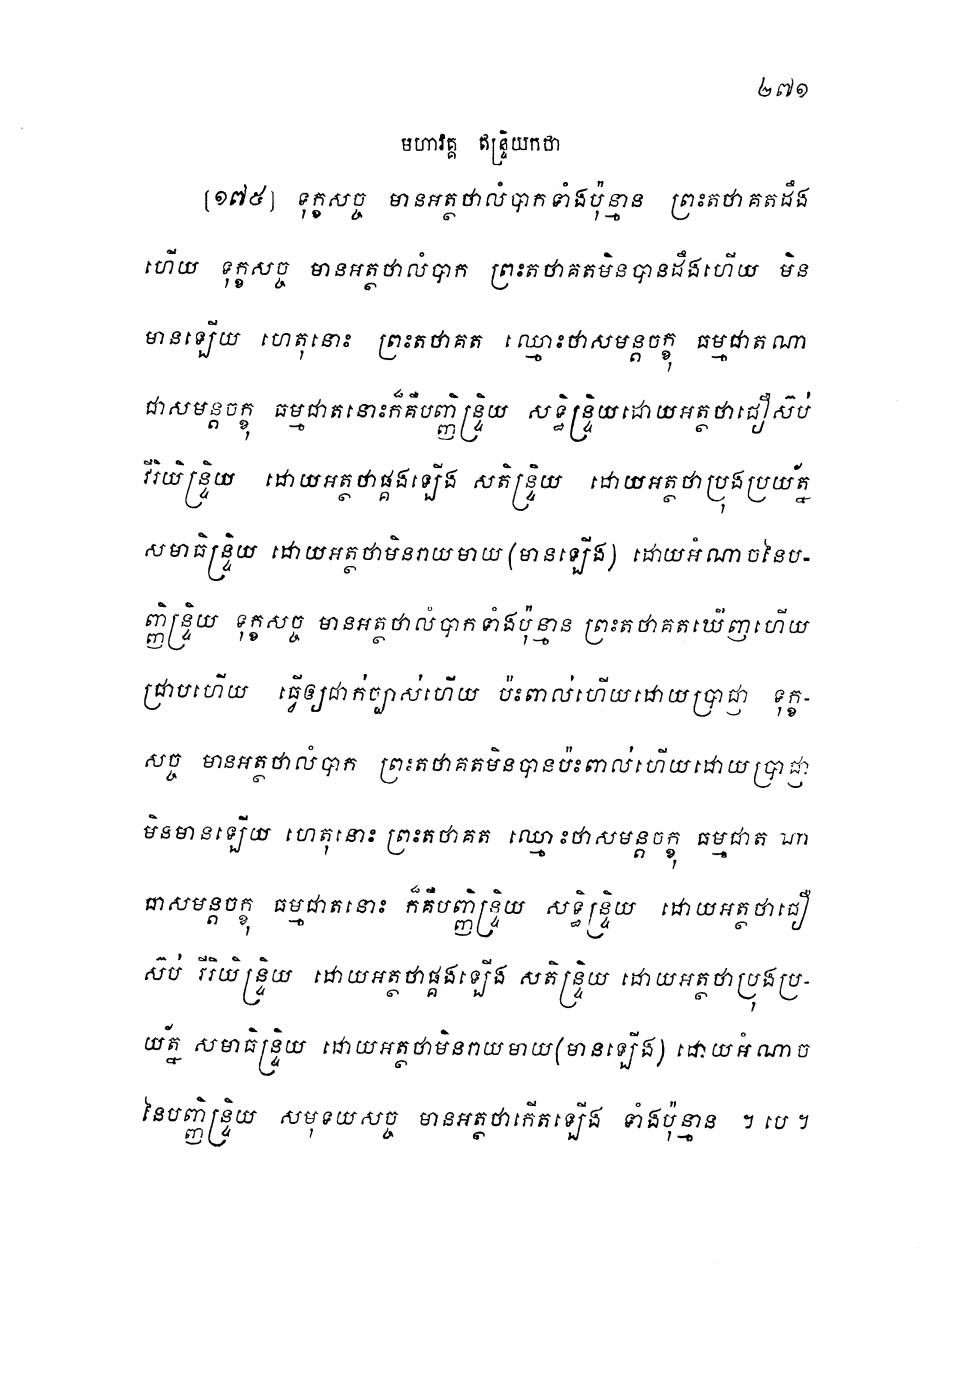 ២៧១
មហាវគ្គ ឥន្ទ្រិយកថា
[១៧៥] ទុក្ខសច្ច មានអត្ថថាលំបាកទាំងប៉ុន្មាន ព្រះតថាគតដឹង
ហើយ ទុក្ខសច្ច មានអត្ថថាលំបាក ព្រះតថាគតមិនបានដឹងហើយ មិន
មានឡើយ ហេតុនោះ ព្រះតថាគត ឈ្មោះថាសមន្តចក្ខុ ធម្មជាតណា
ជាសមន្តចក្ខុ ធម្មជាតនោះក៏គឺបញ្ញិន្ទ្រិយ សទ្ធិន្ទ្រិយដោយអត្ថថាជឿស៊ប់
វីរិយិន្ទ្រិយ ដោយអត្ថថាផ្គងឡើង សតិន្ទ្រិយ ដោយអត្ថថាប្រុងប្រយ័ត្ន
សមាធិន្ទ្រិយ ដោយអត្ថថាមិនរាយមាយ (មានឡើង) ដោយអំណាចនៃប-
ញ្ញិន្ទ្រិយ ទុក្ខសច្ច មានអត្ថថាលំបាកទាំងប៉ុន្មាន ព្រះតថាគតឃើញហើយ
ជ្រាបហើយ ធ្វើឲ្យជាក់ច្បាស់ហើយ ប៉ះពាល់ហើយដោយប្រាជ្ញា ទុក្ខ-
សច្ច មានអត្ថថាលំបាក ព្រះតថាគតមិនបានប៉ះពាល់ហើយដោយប្រាជ្ញា
មិនមានឡើយ ហេតុនោះ ព្រះតថាគត ឈ្មោះថាសមន្តចក្ខុ ធម្មជាត ណា
ជាសមន្តចក្ខុ ធម្មជាតនោះ ក៏គឺបញ្ញិន្ទ្រិយ សទ្ធិន្ទ្រិយ ដោយអត្ថថាជឿ
ស៊ប់ វីរិយិន្ទ្រិយ ដោយអត្ថថាផ្គងឡើង សតិន្ទ្រិយ ដោយអត្ថថាប្រុងប្រ-
យ័ត្ន សមាធិន្ទ្រិយ ដោយអត្ថថាមិនរាយមាយ (មានឡើង) ដោយអំណាច
នៃបញ្ញិន្ទ្រិយ សមុទយសច្ច មានអត្ថថាកើតឡើង ទាំងប៉ុន្មាន ។ បេ ។